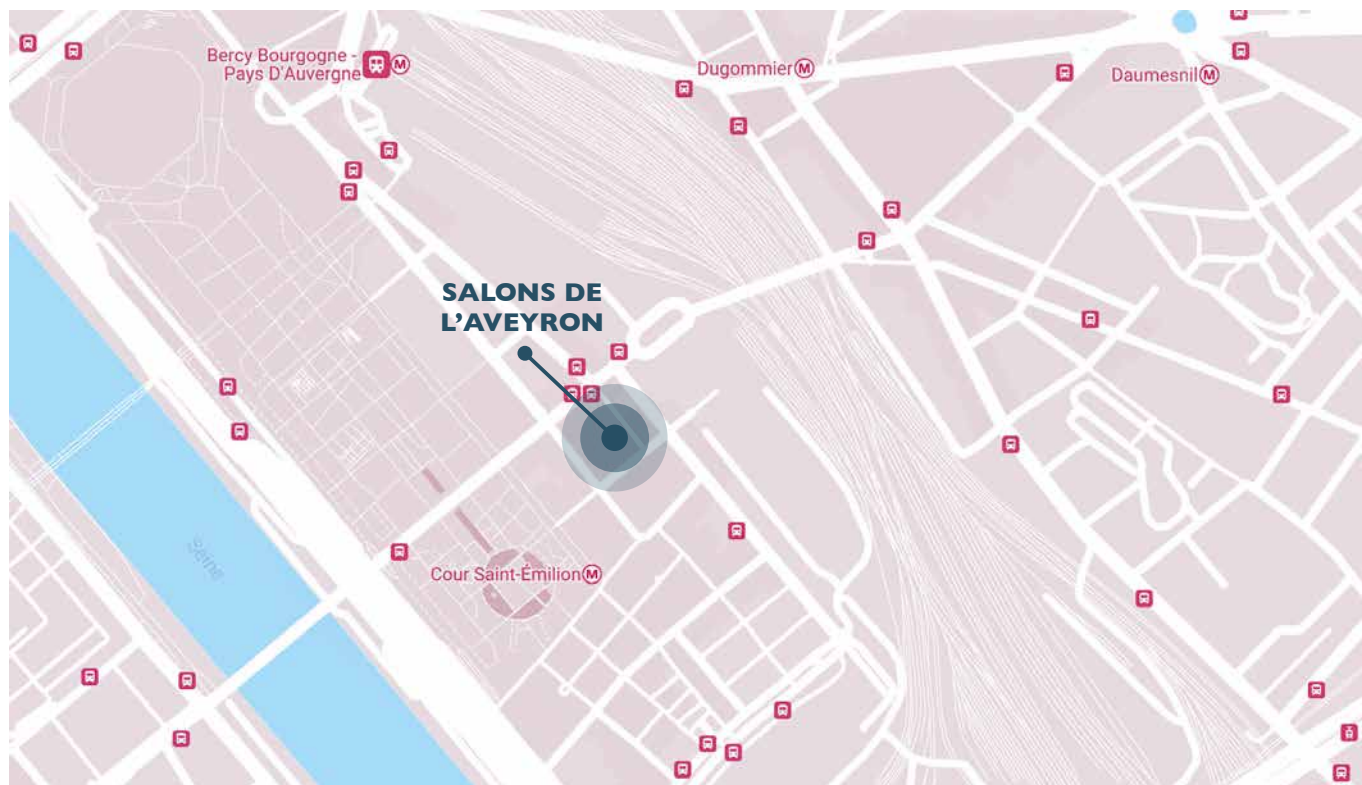 Bercy Bourgogne -
Pays D'Auvergne
M
Dugommier M
Daumesnil M
SALONS DE
L'AVEYRON
Seine
Cour Saint-Émilion M